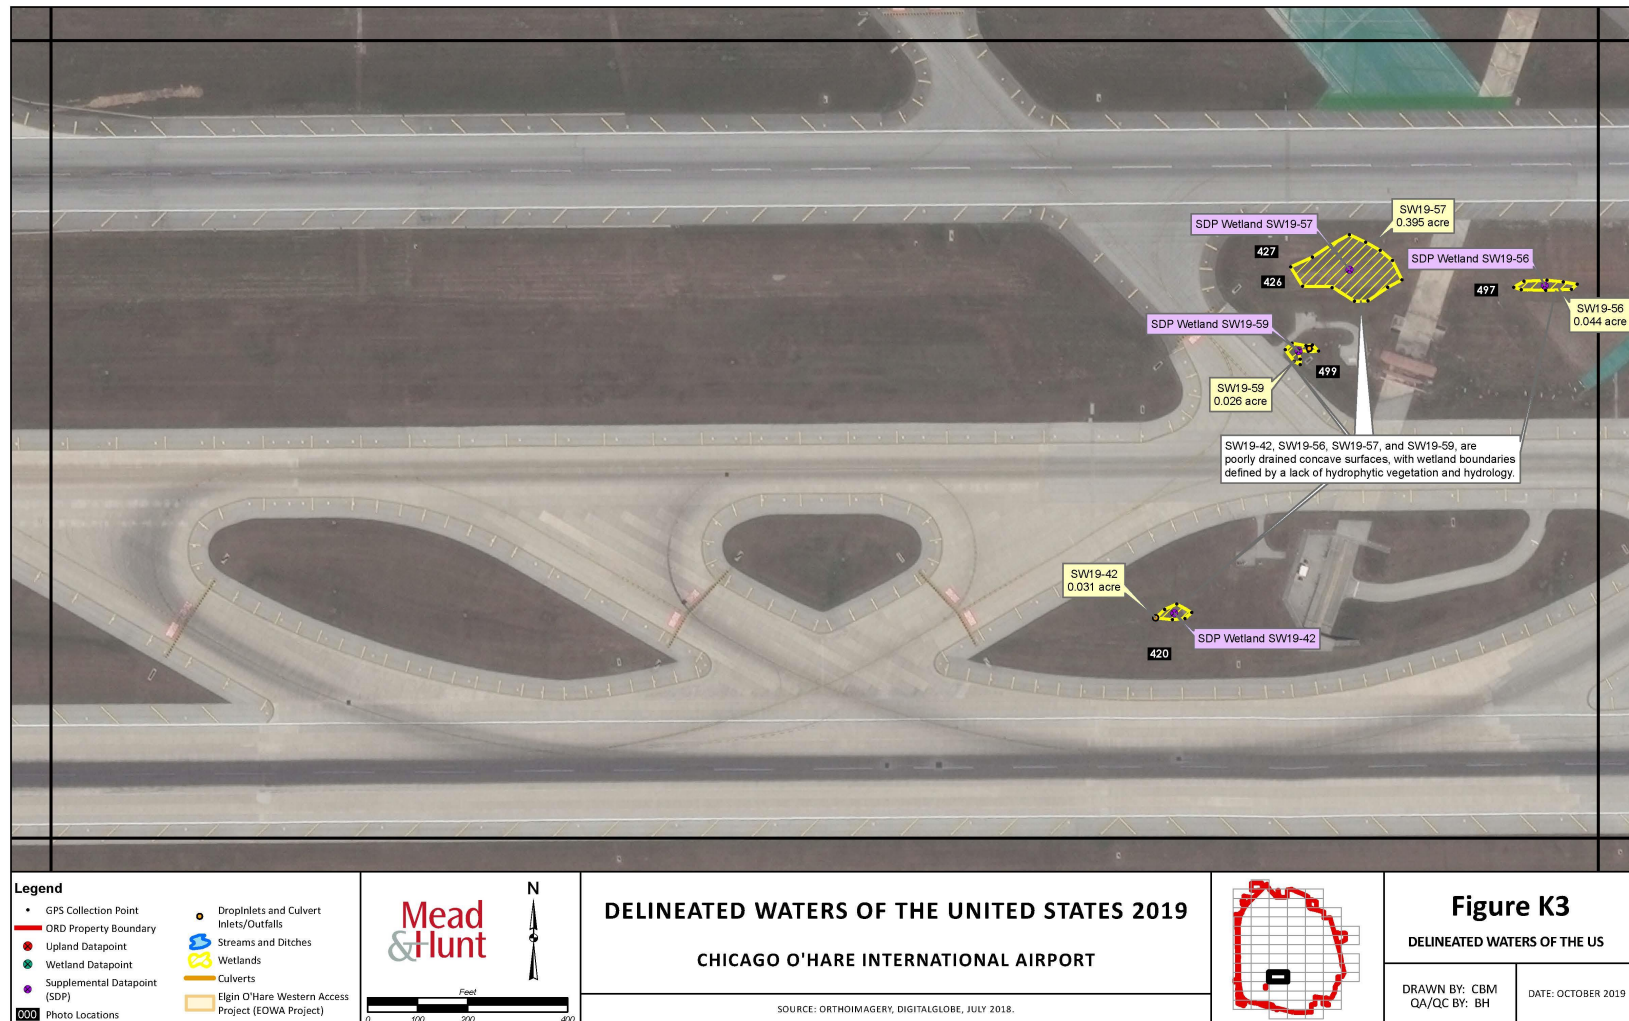 SDP Wetland SW19-57
SW19-57
0.395 acre
427
426
SDP Wetland SW19-56
497
SW19-56
0.044 acre
SDP Wetland SW19-59
499
SW19-59
0.026 acre
SW19-42, SW19-56, SW19-57, and SW19-59, are
poorly drained concave surfaces, with wetland boundaries
defined by a lack of hydrophytic vegetation and hydrology.
SW19-42
0.031 acre
SDP Wetland SW19-42
420
Legend
GPS Collection Point
ORD Property Boundary
Upland Datapoint
Wetland Datapoint
Supplemental Datapoint
(SDP)
000 Photo Locations
DropInlets and Culvert
Inlets/Outfalls
Streams and Ditches
Wetlands
Culverts
Elgin O'Hare Western Access
Project (EOWA Project)
Mead
&Hunt
N
Feet
0 100 200 400
DELINEATED WATERS OF THE UNITED STATES 2019
CHICAGO O'HARE INTERNATIONAL AIRPORT
SOURCE: ORTHOIMAGERY, DIGITALGLOBE, JULY 2018.
Figure K3
DELINEATED WATERS OF THE US
DRAWN BY: CBM
QA/QC BY: BH
DATE: OCTOBER 2019